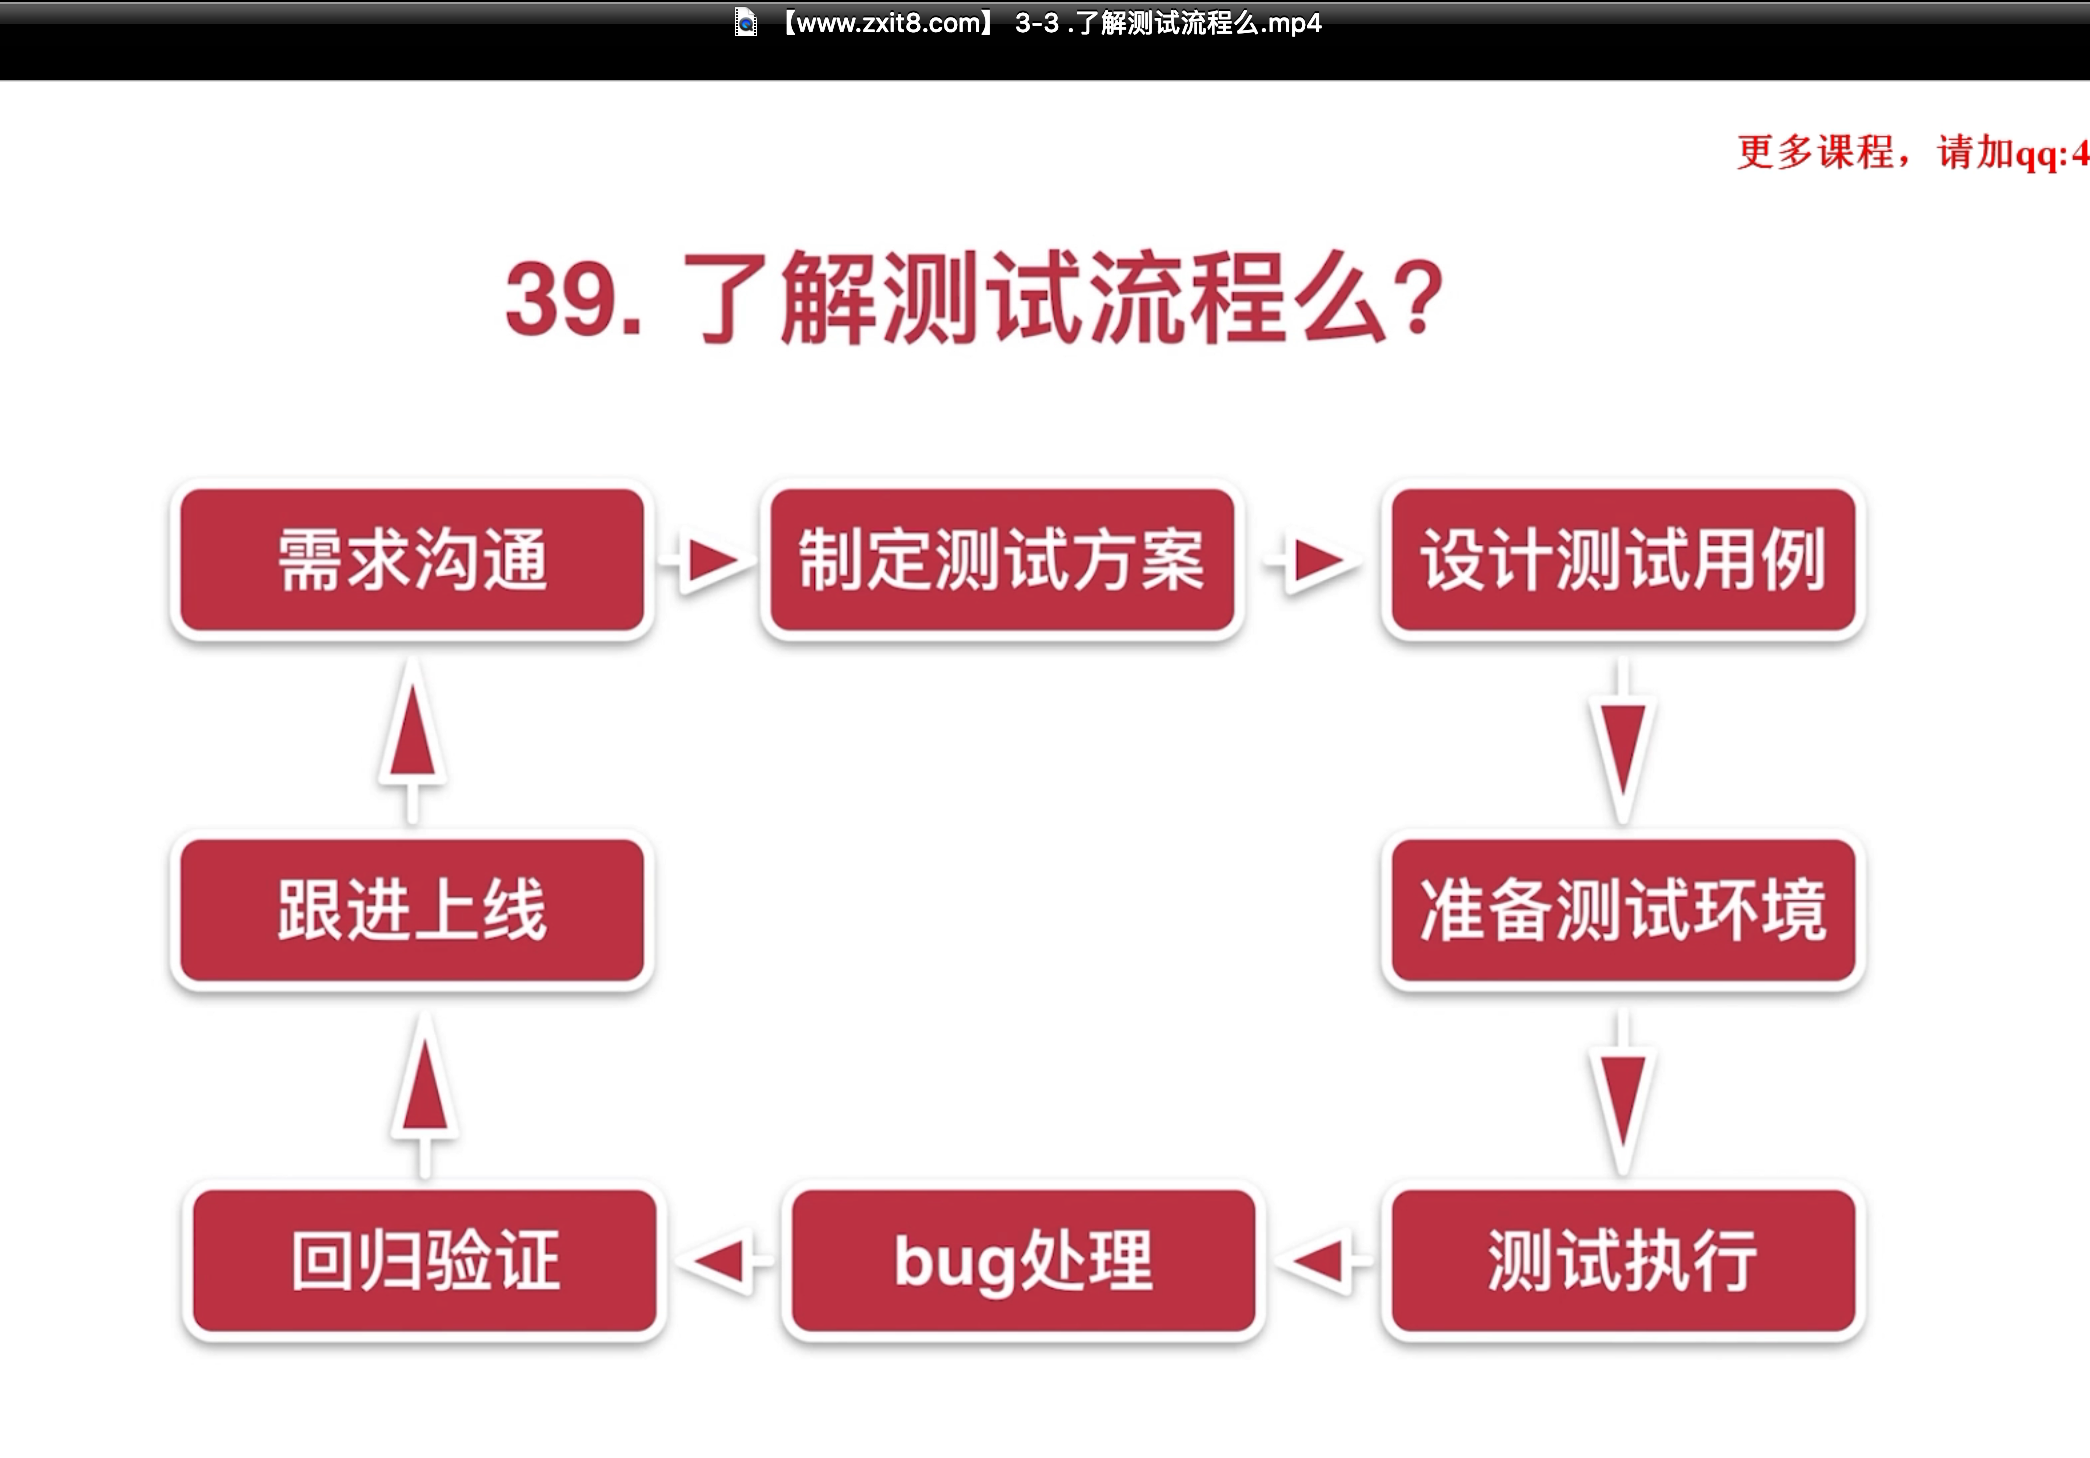 【www.zxit8.com】 3-3 .了解测试流程么.mp4
更多课程，请加qq:4
39. 了解测试流程么?
需求沟通
制定测试方案
设计测试用例
跟进上线
准备测试环境
回归验证
bug处理
测试执行